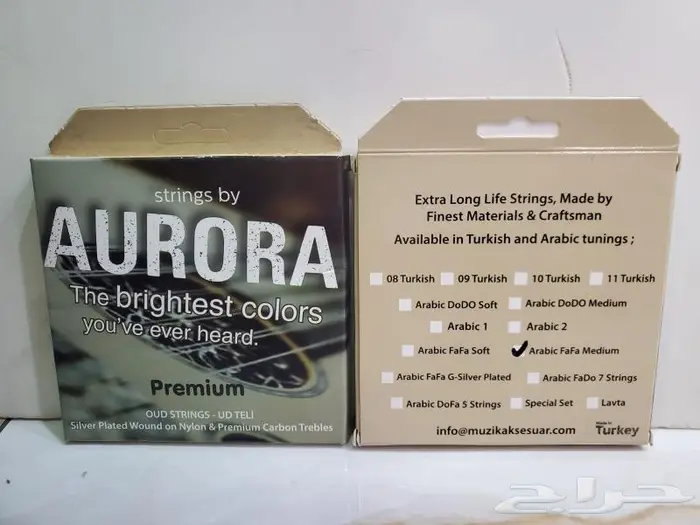 strings by
AURORA
The brightest colors
you've ever heard.
Premium
OUD STRINGS - UD TELİ
Silver Plated Wound on Nylon & Premium Carbon Trebles
Extra Long Life Strings, Made by
Finest Materials & Craftsman
Available in Turkish and Arabic tunings ;
08 Turkish 09 Turkish 10 Turkish 11 Turkish
Arabic DoDO Soft Arabic DoDO Medium
Arabic 1 Arabic 2
Arabic FaFa Soft Arabic FaFa Medium
Arabic FaFa G-Silver Plated Arabic FaDo 7 Strings
Arabic DoFa 5 Strings Special Set Lavta
info@muzikaksesuar.com
Made in
Turkey
حراج